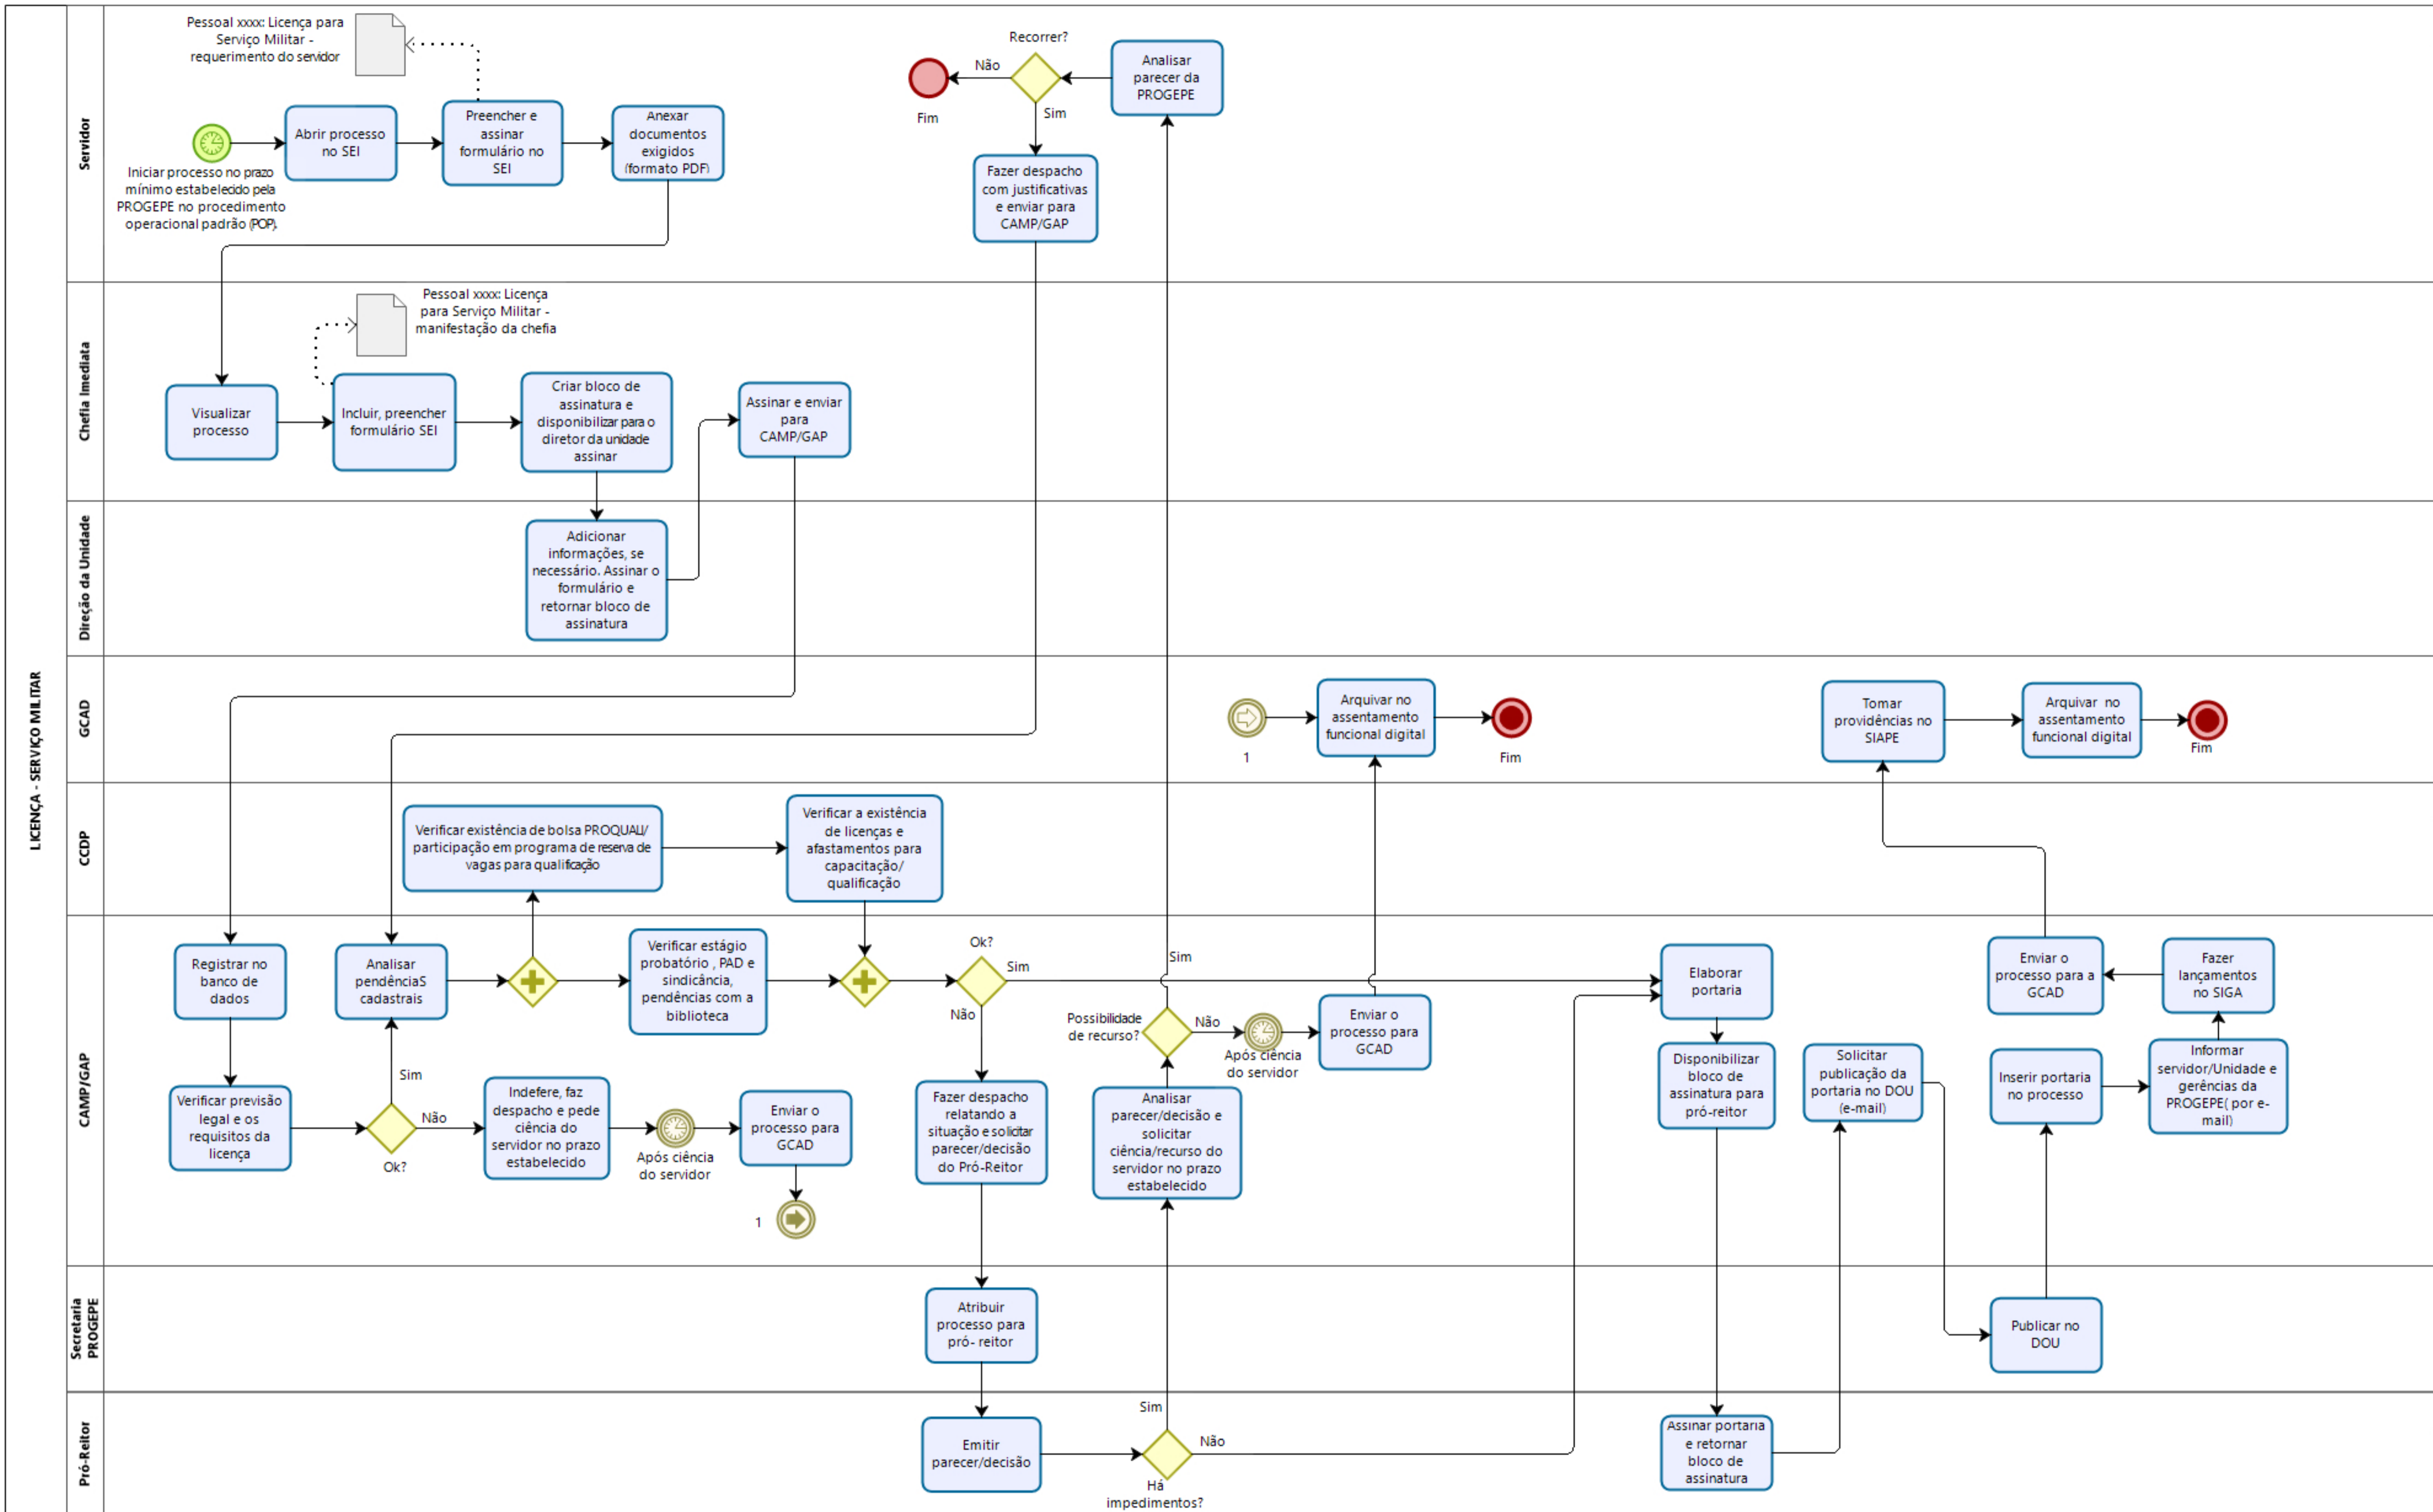 LICENÇA - SERVIÇO MILITAR
Servidor
Pessoal xxxx: Licença para
Serviço Militar -
requerimento do servidor
Iniciar processo no prazo
mínimo estabelecido pela
PROGEPE no procedimento
operacional padrão (POP).
Abrir processo
no SEI
Preencher e
assinar
formulário no
SEI
Anexar
documentos
exigidos
(formato PDF)
Fim
Não
Recorrer?
Sim
Analisar
parecer da
PROGEPE
Fazer despacho
com justificativas
e enviar para
CAMP/GAP
Chefia Imediata
Pessoal xxxx: Licença
para Serviço Militar -
manifestação da chefia
Visualizar
processo
Incluir, preencher
formulário SEI
Criar bloco de
assinatura e
disponibilizar para o
diretor da unidade
assinar
Assinar e enviar
para
CAMP/GAP
Direção da Unidade
Adicionar
informações, se
necessário. Assinar o
formulário e
retornar bloco de
assinatura
GCAD
1
Arquivar no
assentamento
funcional digital
Fim
Tomar
providências no
SIAPE
Arquivar no
assentamento
funcional digital
Fim
CCDP
Verificar existência de bolsa PROQUALI/
participação em programa de reserva de
vagas para qualificação
Verificar a existência
de licenças e
afastamentos para
capacitação/
qualificação
CAMP/GAP
Registrar no
banco de
dados
Analisar
pendênciaS
cadastrais
Verificar estágio
probatório , PAD e
sindicância,
pendências com a
biblioteca
Ok?
Sim
Não
Sim
Possibilidade
de recurso?
Não
Após ciência
do servidor
Enviar o
processo para
GCAD
Elaborar
portaria
Enviar o
processo para a
GCAD
Fazer
lançamentos
no SIGA
Verificar previsão
legal e os
requisitos da
licença
Sim
Ok?
Não
Indefere, faz
despacho e pede
ciência do
servidor no prazo
estabelecido
Após ciência
do servidor
Enviar o
processo para
GCAD
1
Fazer despacho
relatando a
situação e solicitar
parecer/decisão
do Pró-Reitor
Analisar
parecer/decisão e
solicitar
ciência/recurso do
servidor no prazo
estabelecido
Disponibilizar
bloco de
assinatura para
pró-reitor
Solicitar
publicação da
portaria no DOU
(e-mail)
Inserir portaria
no processo
Informar
servidor/Unidade e
gerências da
PROGEPE( por e-
mail)
Secretaria
PROGEPE
Atribuir
processo para
pró- reitor
Publicar no
DOU
Pró-Reitor
Emitir
parecer/decisão
Sim
Não
Há
impedimentos?
Assinar portaria
e retornar
bloco de
assinatura